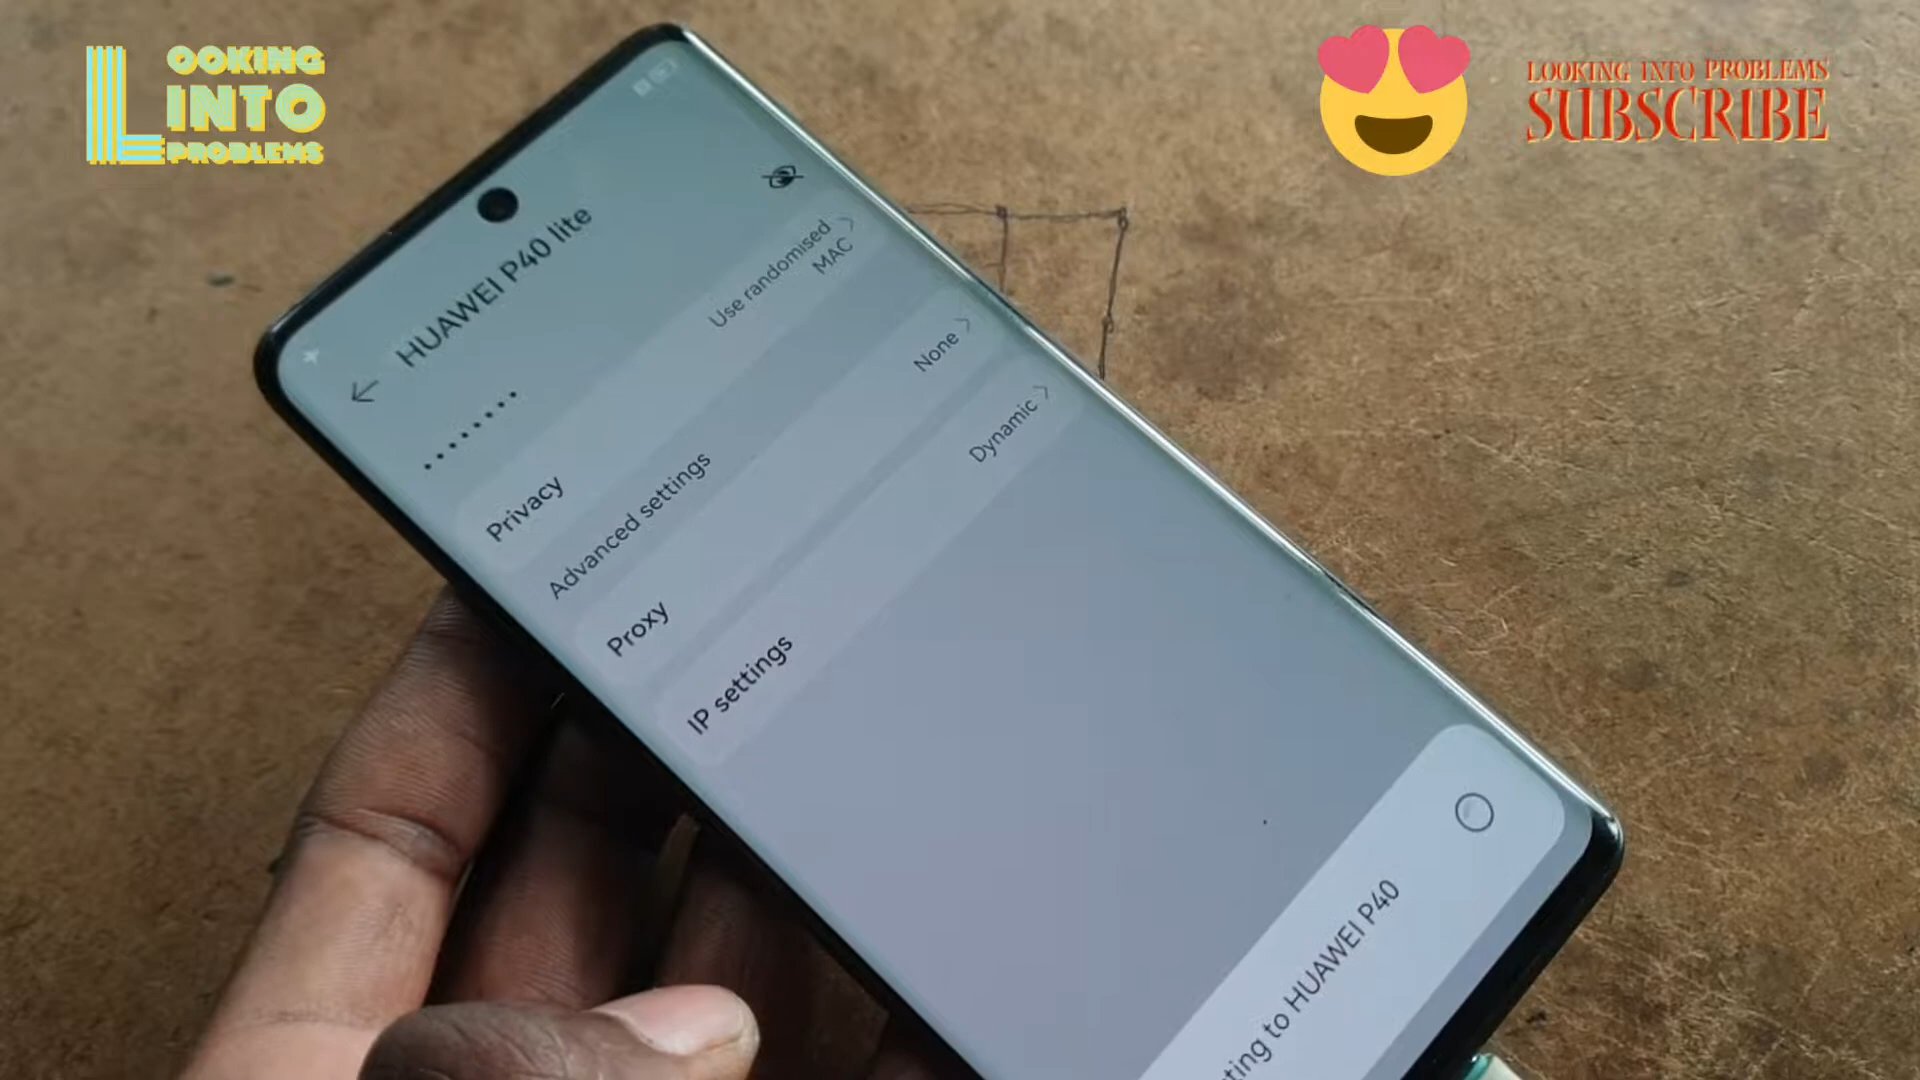 LOOKING
INTO
PROBLEMS
LOOKING INTO PROBLEMS
SUBSCRIBE
HUAWEI P40 lite
••••••••
Privacy
Use randomised
MAC
Advanced settings
Proxy
None
IP settings
Dynamic
ting to HUAWEI P40